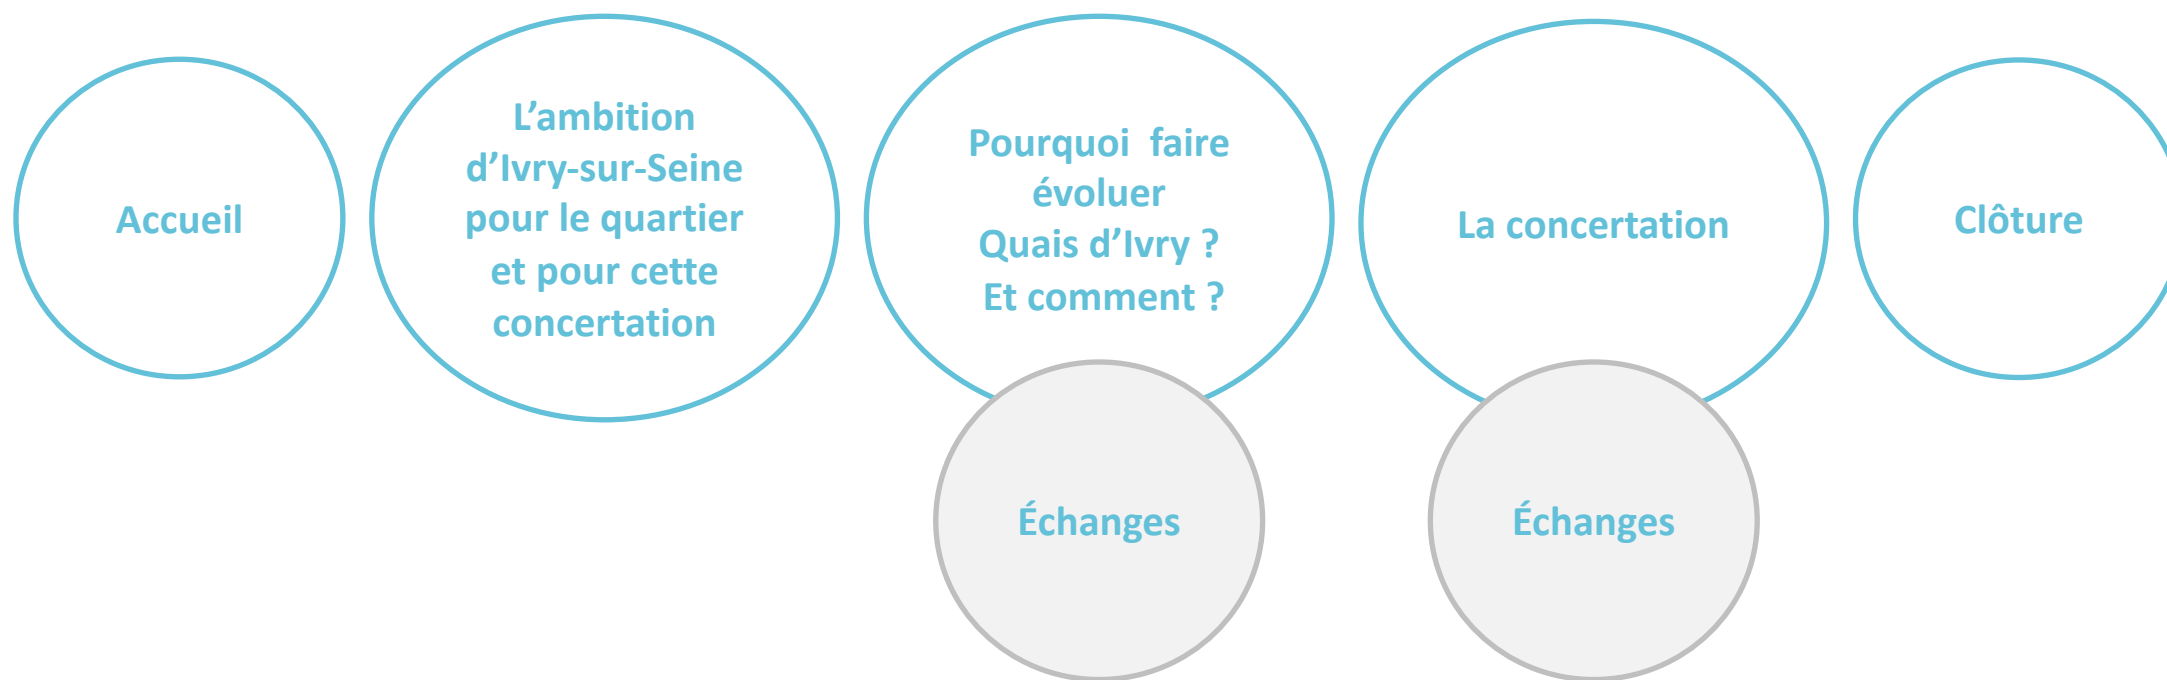 Accueil
L’ambition
d’Ivry-sur-Seine
pour le quartier
et pour cette
concertation
Pourquoi  faire
évoluer
Quais d’Ivry ?
Et comment ?
La concertation
Clôture
Échanges
Échanges